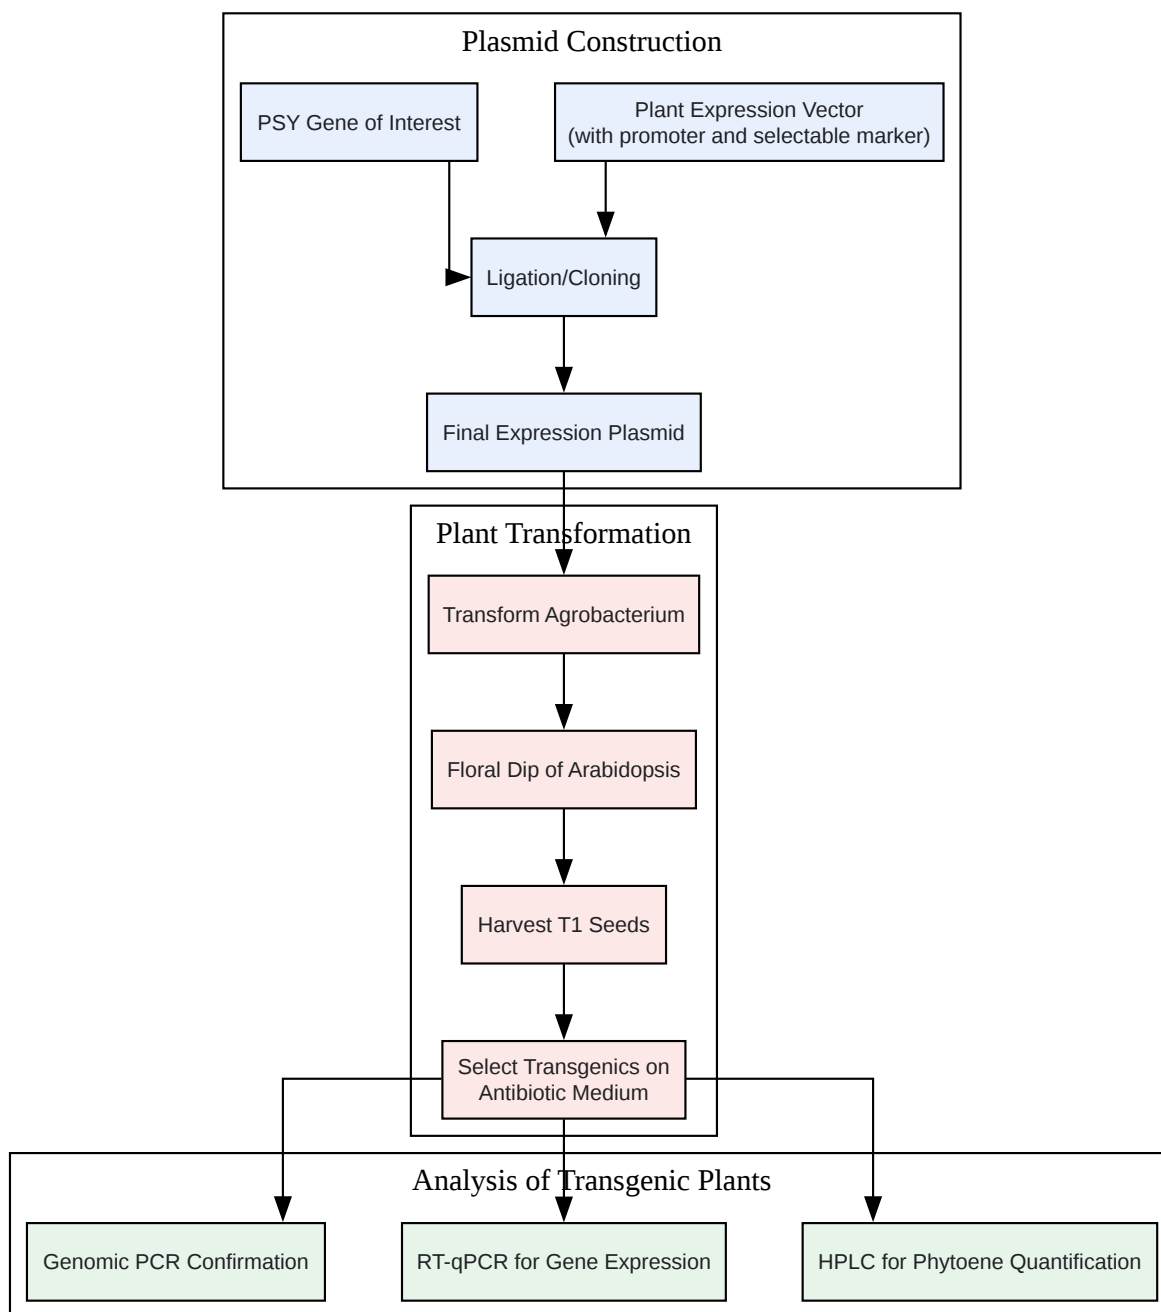 Plasmid Construction
PSY Gene of Interest
Plant Expression Vector
(with promoter and selectable marker)
Ligation/Cloning
Final Expression Plasmid
Plant Transformation
Transform Agrobacterium
Floral Dip of Arabidopsis
Harvest T1 Seeds
Select Transgenics on
Antibiotic Medium
Analysis of Transgenic Plants
Genomic PCR Confirmation
RT-qPCR for Gene Expression
HPLC for Phytoene Quantification